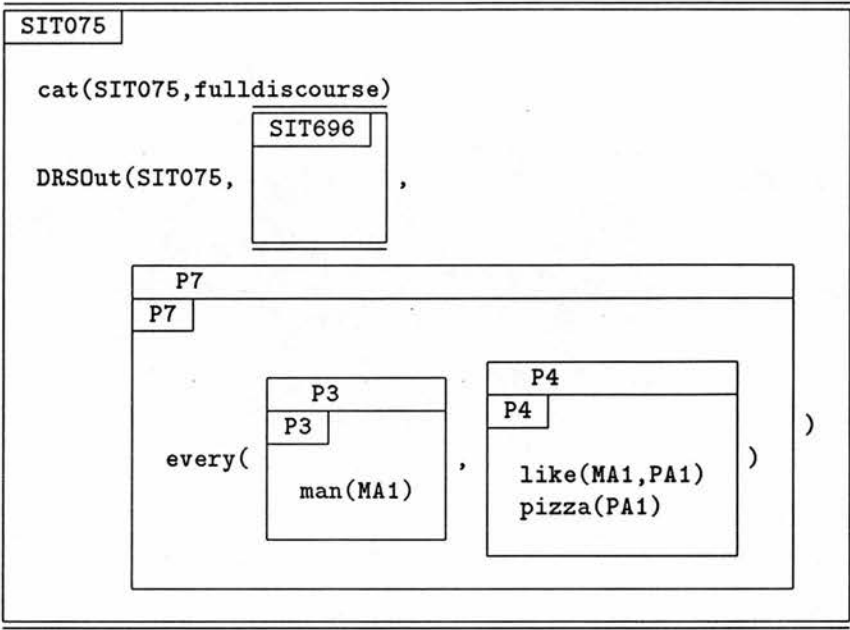 SIT075
cat(SIT075,fulldiscourse)
SIT696
DRSOut(SIT075, ,
P7
P7
P3
P4
P3
P4
every( , ) )
man(MA1)
like(MA1,PA1)
pizza(PA1)